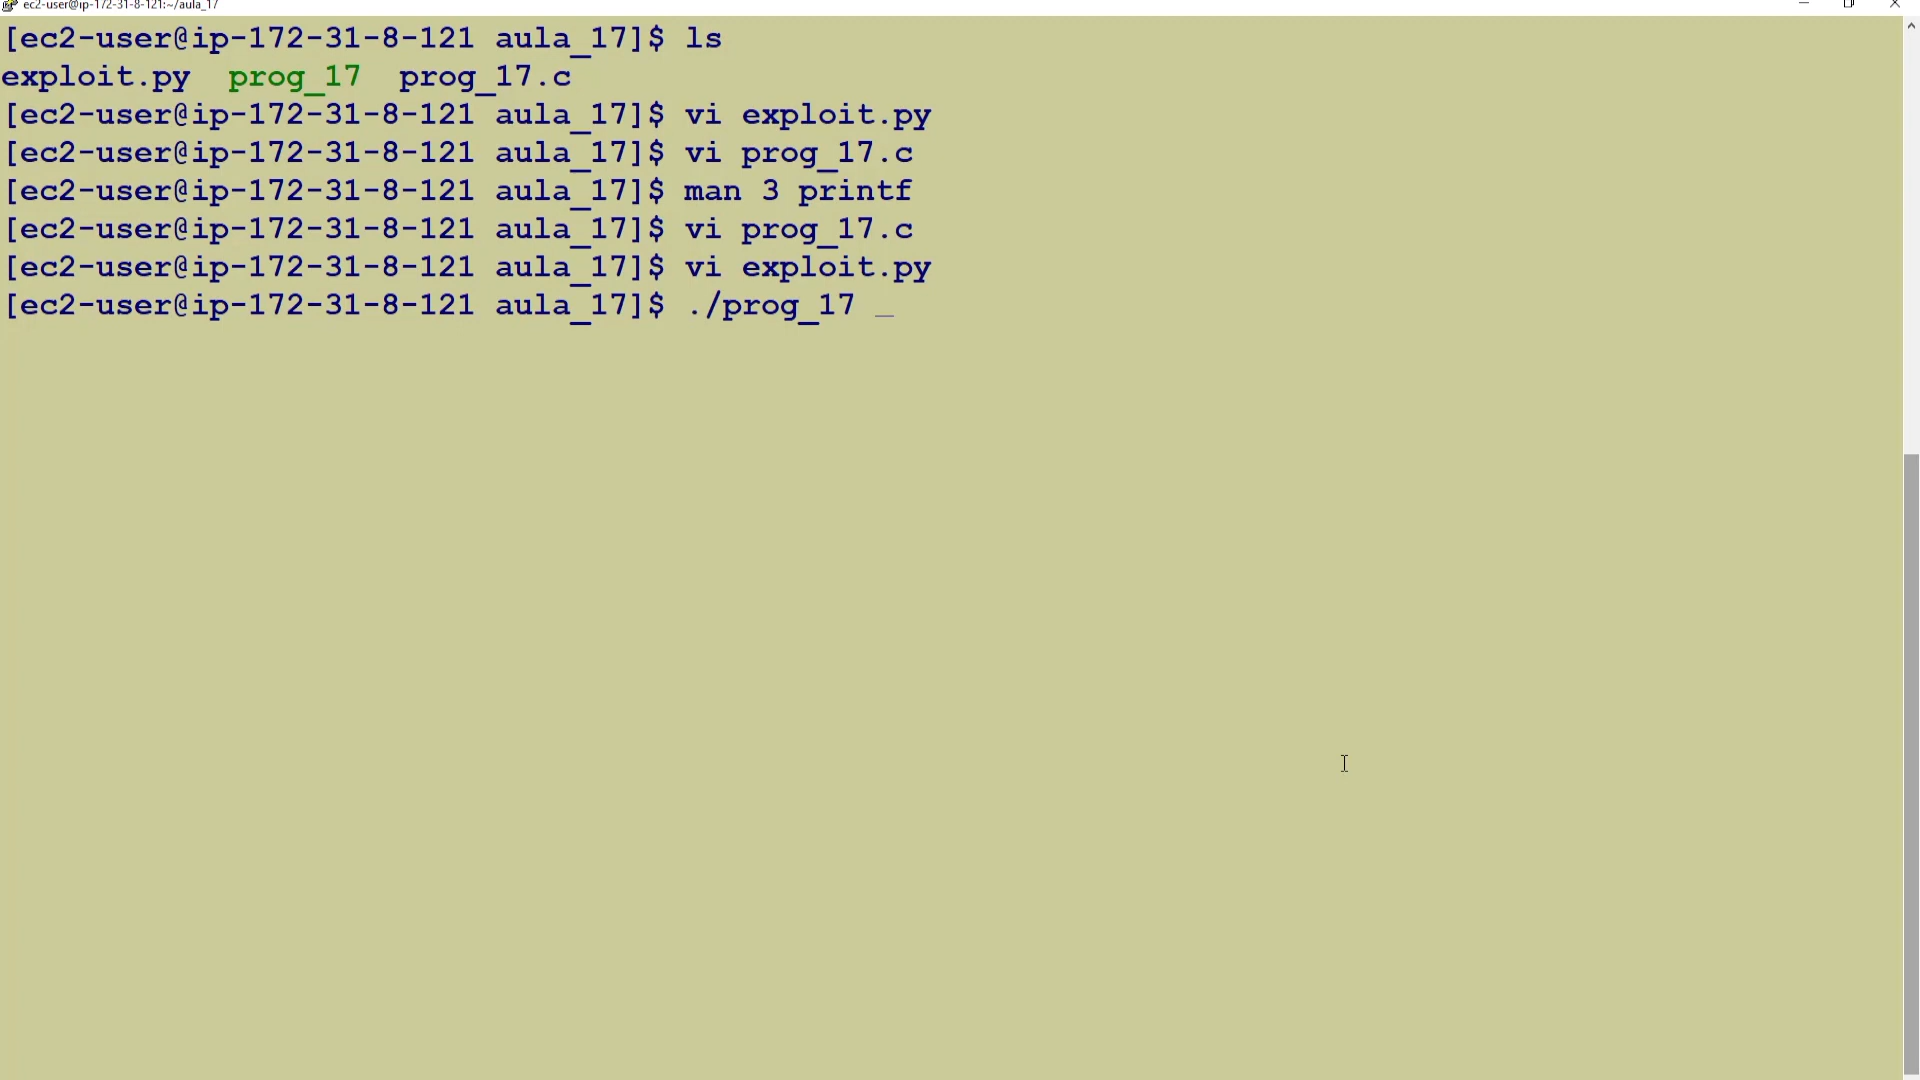 ec2-user@ip-172-31-8-121:~/aula_17
[ec2-user@ip-172-31-8-121 aula_17]$ ls
exploit.py  prog_17  prog_17.c
[ec2-user@ip-172-31-8-121 aula_17]$ vi exploit.py
[ec2-user@ip-172-31-8-121 aula_17]$ vi prog_17.c
[ec2-user@ip-172-31-8-121 aula_17]$ man 3 printf
[ec2-user@ip-172-31-8-121 aula_17]$ vi prog_17.c
[ec2-user@ip-172-31-8-121 aula_17]$ vi exploit.py
[ec2-user@ip-172-31-8-121 aula_17]$ ./prog_17 _